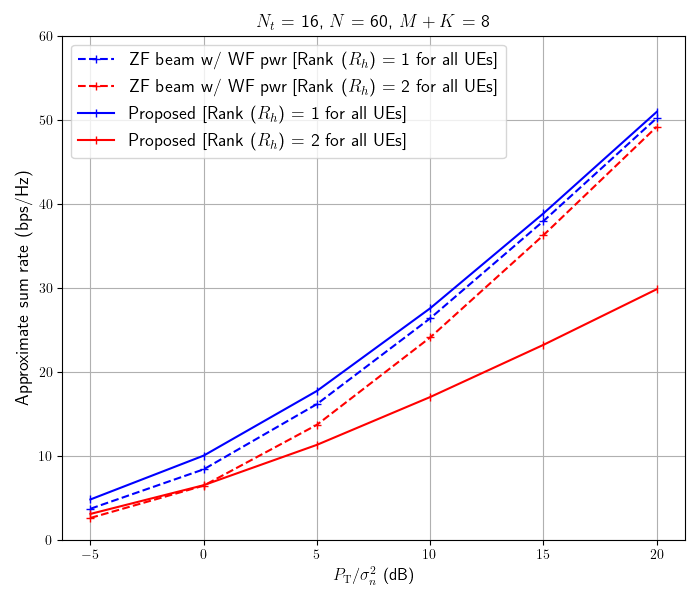 N_t = 16, N = 60, M + K = 8
60
50
40
30
20
10
0
Approximate sum rate (bps/Hz)
ZF beam w/ WF pwr [Rank (R_h) = 1 for all UEs]
ZF beam w/ WF pwr [Rank (R_h) = 2 for all UEs]
Proposed [Rank (R_h) = 1 for all UEs]
Proposed [Rank (R_h) = 2 for all UEs]
−5 0 5 10 15 20
P_T/σ_n^2 (dB)